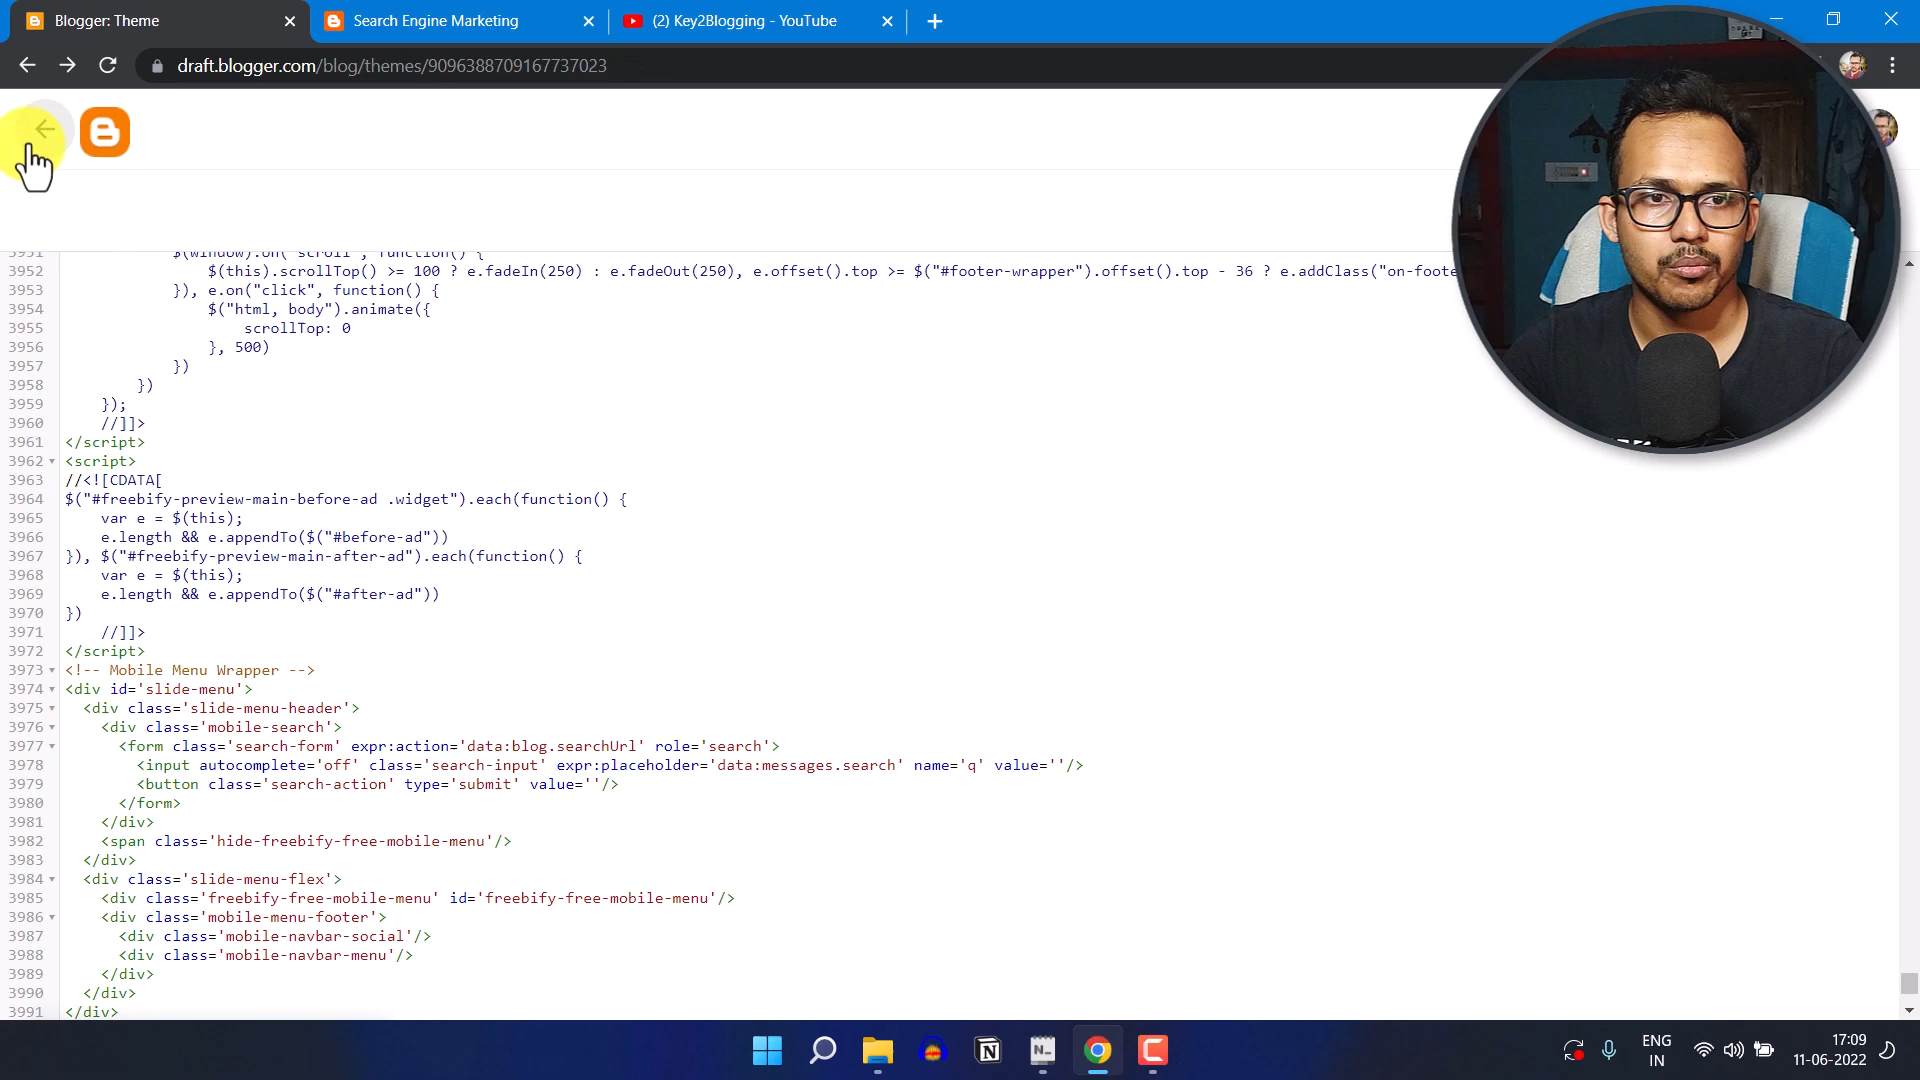 Blogger: Theme
Search Engine Marketing
(2) Key2Blogging - YouTube
draft.blogger.com/blog/themes/9096388709167737023
3951 $(window).on("scroll", function() {
3952 $(this).scrollTop() >= 100 ? e.fadeIn(250) : e.fadeOut(250), e.offset().top >= $("#footer-wrapper").offset().top - 36 ? e.addClass("on-foote
3953 }), e.on("click", function() {
3954 $("html, body").animate({
3955 scrollTop: 0
3956 }, 500)
3957 })
3958 })
3959 });
3960 //]]>
3961 </script>
3962 <script>
3963 //<![CDATA[
3964 $("#freebify-preview-main-before-ad .widget").each(function() {
3965 var e = $(this);
3966 e.length && e.appendTo($("#before-ad"))
3967 }), $("#freebify-preview-main-after-ad").each(function() {
3968 var e = $(this);
3969 e.length && e.appendTo($("#after-ad"))
3970 })
3971 //]]>
3972 </script>
3973 <!-- Mobile Menu Wrapper -->
3974 <div id='slide-menu'>
3975 <div class='slide-menu-header'>
3976 <div class='mobile-search'>
3977 <form class='search-form' expr:action='data:blog.searchUrl' role='search'>
3978 <input autocomplete='off' class='search-input' expr:placeholder='data:messages.search' name='q' value=''/>
3979 <button class='search-action' type='submit' value=''/>
3980 </form>
3981 </div>
3982 <span class='hide-freebify-free-mobile-menu'/>
3983 </div>
3984 <div class='slide-menu-flex'>
3985 <div class='freebify-free-mobile-menu' id='freebify-free-mobile-menu'/>
3986 <div class='mobile-menu-footer'>
3987 <div class='mobile-navbar-social'/>
3988 <div class='mobile-navbar-menu'/>
3989 </div>
3990 </div>
3991 </div>
ENG
IN
17:09
11-06-2022